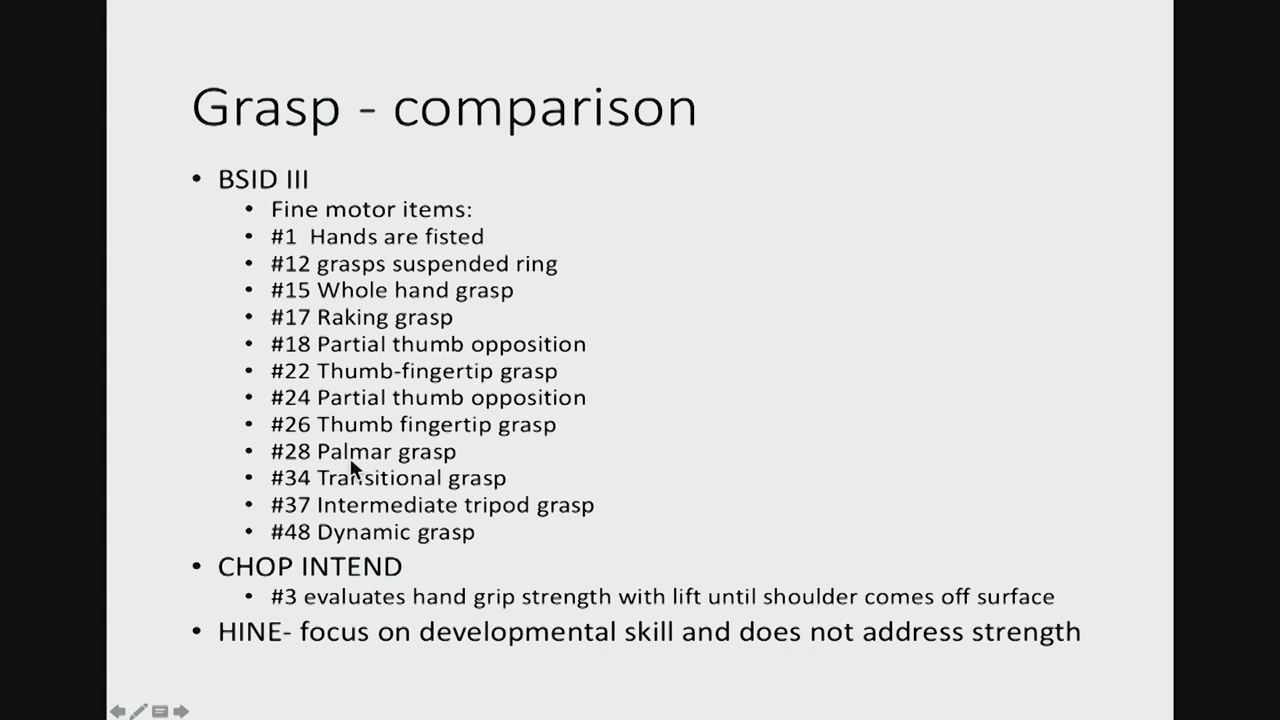 Grasp - comparison
• BSID III
• Fine motor items:
• #1  Hands are fisted
• #12 grasps suspended ring
• #15 Whole hand grasp
• #17 Raking grasp
• #18 Partial thumb opposition
• #22 Thumb-fingertip grasp
• #24 Partial thumb opposition
• #26 Thumb fingertip grasp
• #28 Palmar grasp
• #34 Transitional grasp
• #37 Intermediate tripod grasp
• #48 Dynamic grasp
• CHOP INTEND
• #3 evaluates hand grip strength with lift until shoulder comes off surface
• HINE- focus on developmental skill and does not address strength